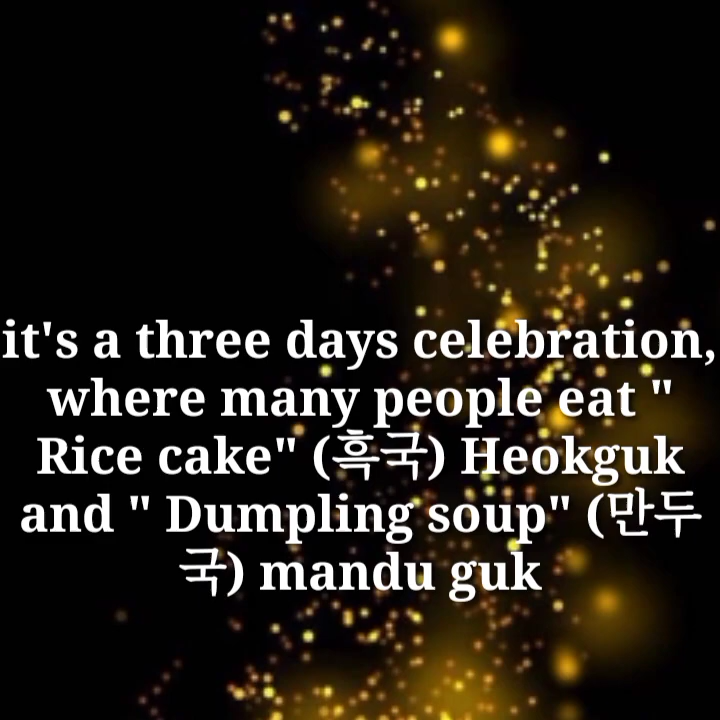 it's a three days celebration,
where many people eat "
Rice cake" (흑국) Heokguk
and " Dumpling soup" (만두
국) mandu guk